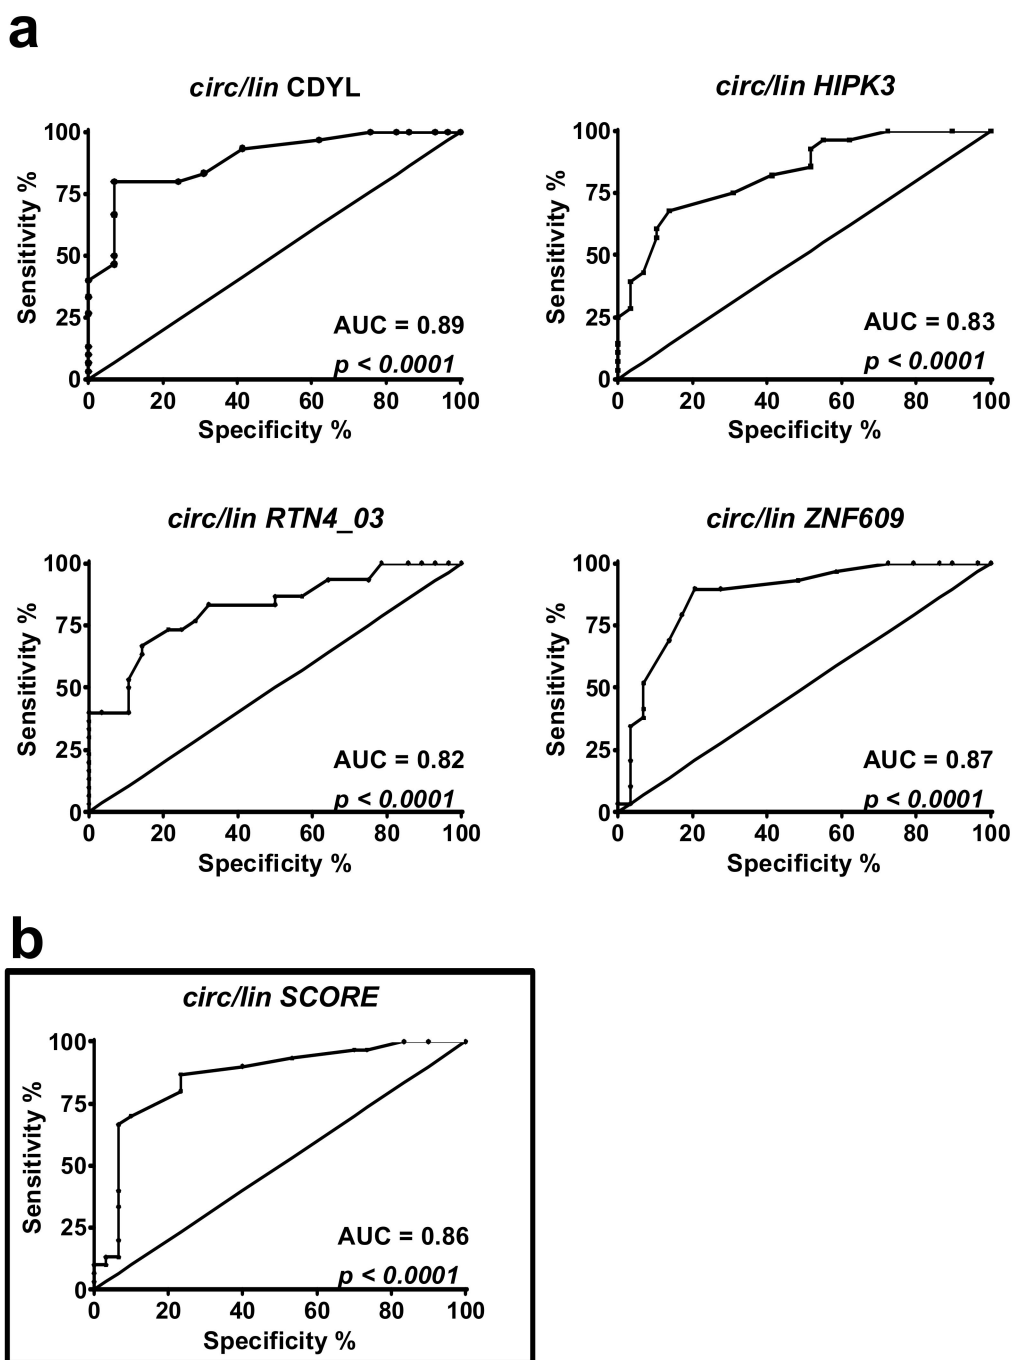 a
circ/lin CDYL
100
75
50
25
0
Sensitivity %
AUC = 0.89
p < 0.0001
0 20 40 60 80 100
Specificity %
circ/lin HIPK3
100
75
50
25
0
Sensitivity %
AUC = 0.83
p < 0.0001
0 20 40 60 80 100
Specificity %
circ/lin RTN4_03
100
75
50
25
0
Sensitivity %
AUC = 0.82
p < 0.0001
0 20 40 60 80 100
Specificity %
circ/lin ZNF609
100
75
50
25
0
Sensitivity %
AUC = 0.87
p < 0.0001
0 20 40 60 80 100
Specificity %
b
circ/lin SCORE
100
75
50
25
0
Sensitivity %
AUC = 0.86
p < 0.0001
0 20 40 60 80 100
Specificity %